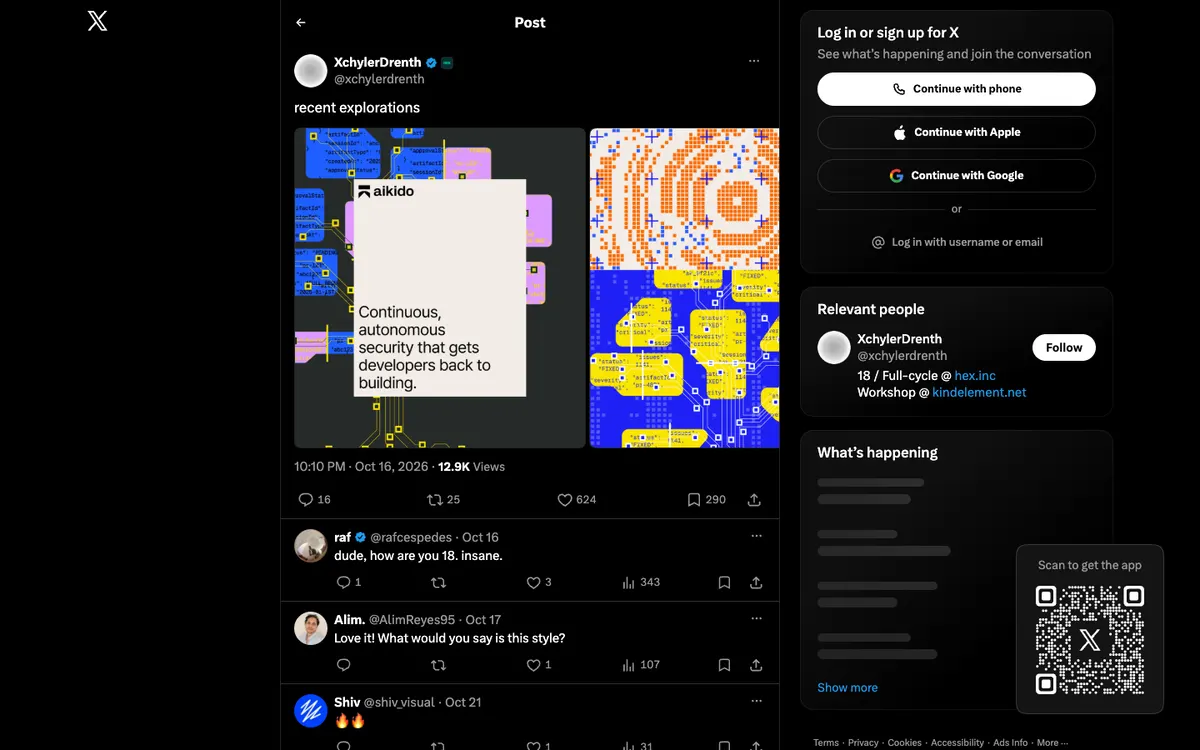 Post
XchylerDrenth
@xchylerdrenth
recent explorations
aikido
Continuous,
autonomous
security that gets
developers back to
building.
10:10 PM · Oct 16, 2026 · 12.9K Views
16
25
624
290
raf @rafcespedes · Oct 16
dude, how are you 18. insane.
1
3
343
Alim. @AlimReyes95 · Oct 17
Love it! What would you say is this style?
1
107
Shiv @shiv_visual · Oct 21
🔥🔥
1
31
Log in or sign up for X
See what’s happening and join the conversation
Continue with phone
Continue with Apple
Continue with Google
or
Log in with username or email
Relevant people
XchylerDrenth
@xchylerdrenth
Follow
18 / Full-cycle @ hex.inc
Workshop @ kindelement.net
What’s happening
Show more
Scan to get the app
Terms · Privacy · Cookies · Accessibility · Ads Info · More ···